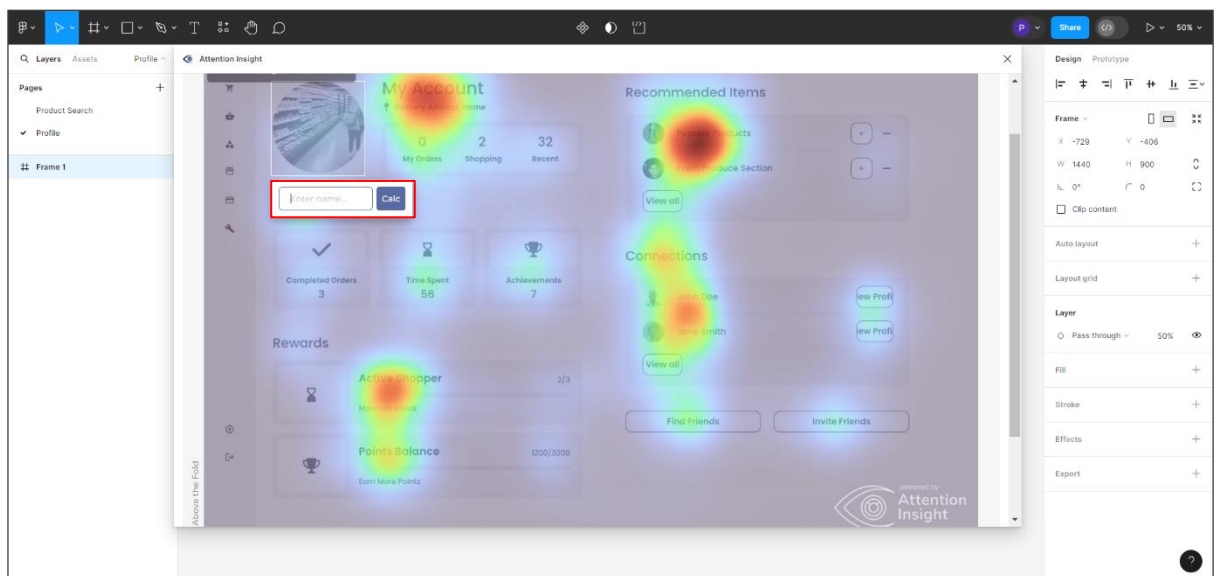 P
Share
50%
Layers
Assets
Profile
Attention Insight
Design
Prototype
Pages
Product Search
Profile
Frame 1
My Account
Delivery Address: Home
0
2
32
My Orders
Shopping
Recent
Enter name...
Calc
Completed Orders
3
Time Spent
56
Achievements
7
Rewards
Active Shopper
2/3
Points Balance
1200/3000
Earn More Points
Above the Fold
Recommended Items
Popular Products
Fresh Produce Section
View all
Connections
John Doe
ew Profi
Jane Smith
ew Profi
View all
Find Friends
Invite Friends
powered by
Attention
Insight
Frame
X -729
Y -406
W 1440
H 900
0°
0
Clip content
Auto layout
Layout grid
Layer
Pass through
50%
Fill
Stroke
Effects
Export
?